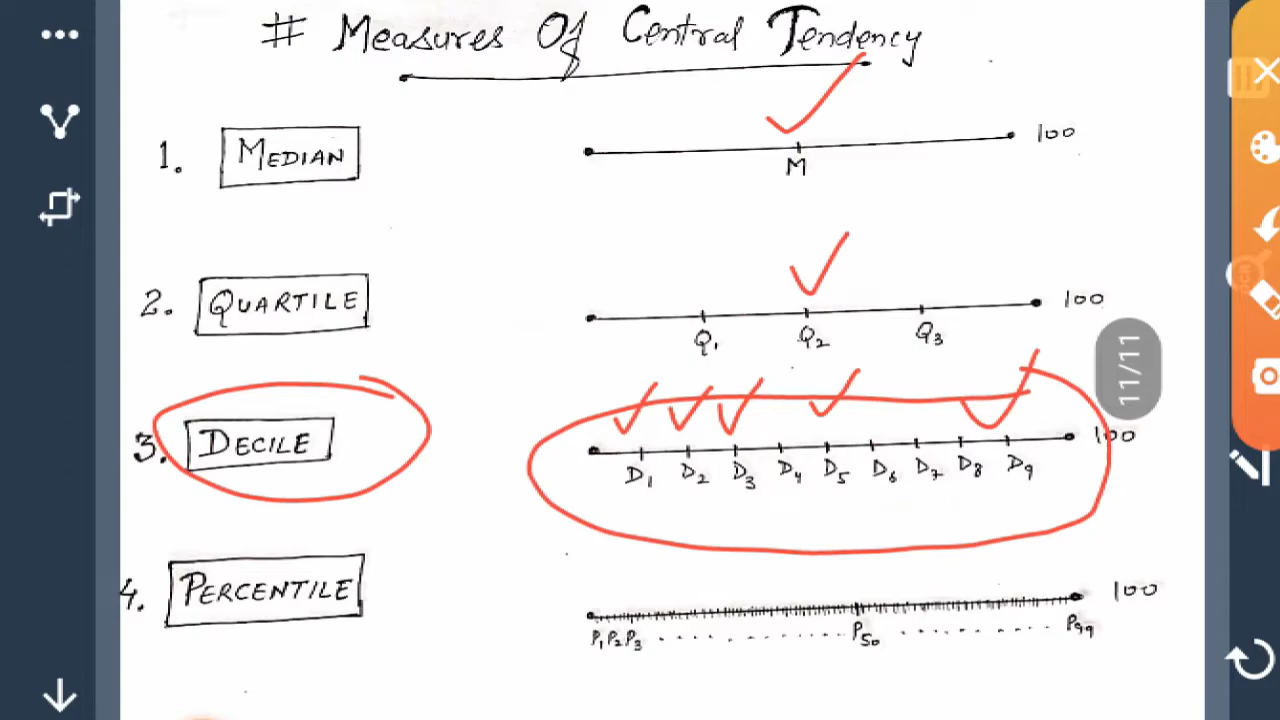 # Measures Of Central Tendency
1. MEDIAN
M
100
2. QUARTILE
Q1 Q2 Q3
100
3. DECILE
D1 D2 D3 D4 D5 D6 D7 D8 D9
100
4. PERCENTILE
P1 P2 P3 . . . . . . . . . . . . P50 . . . . . . . . . . . P99
100
11/11